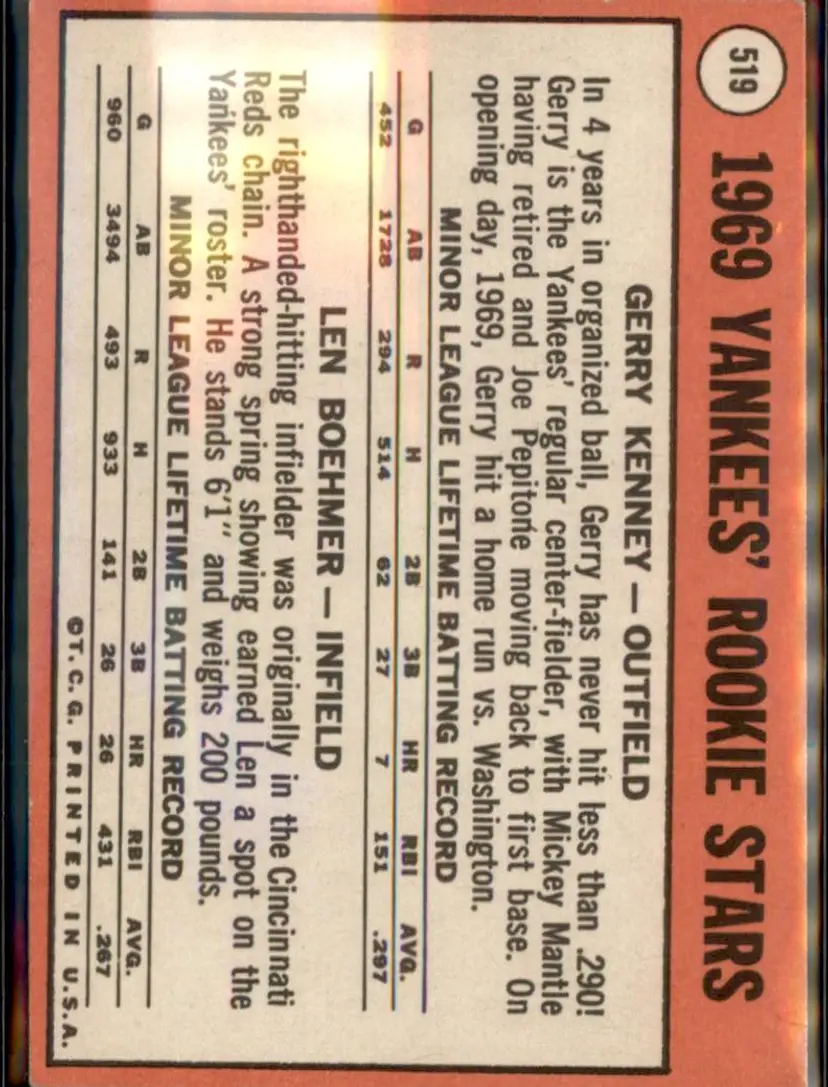 519
1969 YANKEES' ROOKIE STARS
GERRY KENNEY — OUTFIELD
In 4 years in organized ball, Gerry has never hit less than .290!
Gerry is the Yankees' regular center-fielder, with Mickey Mantle
having retired and Joe Pepitone moving back to first base. On
opening day, 1969, Gerry hit a home run vs. Washington.
MINOR LEAGUE LIFETIME BATTING RECORD
G AB R H 2B 3B HR RBI AVG.
452 1728 294 514 62 27 7 151 .297
LEN BOEHMER — INFIELD
The righthanded-hitting infielder was originally in the Cincinnati
Reds chain. A strong spring showing earned Len a spot on the
Yankees' roster. He stands 6'1" and weighs 200 pounds.
MINOR LEAGUE LIFETIME BATTING RECORD
G AB R H 2B 3B HR RBI AVG.
960 3494 493 933 141 26 26 431 .267
©T.C.G. PRINTED IN U.S.A.